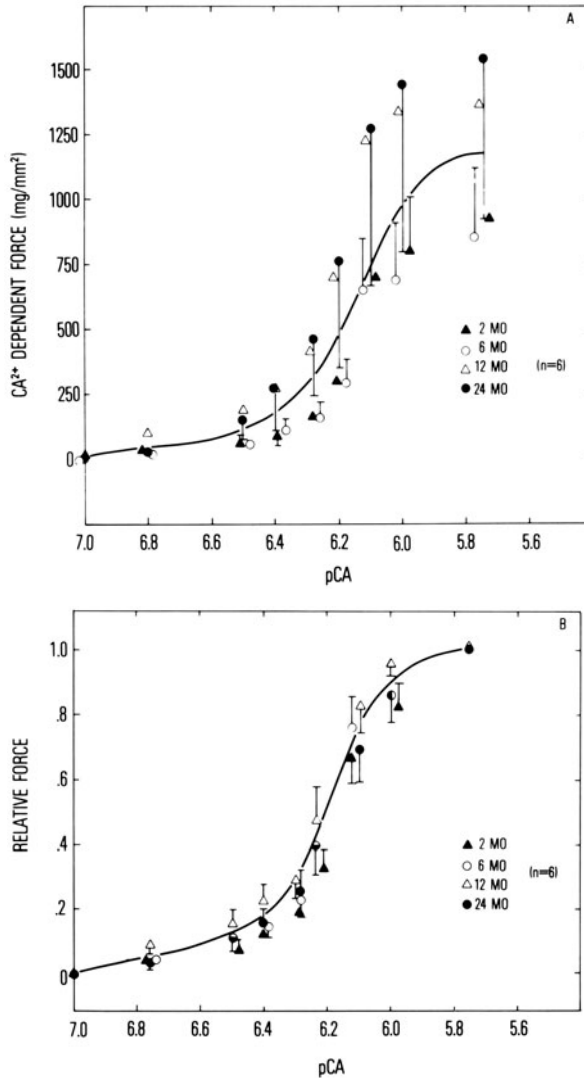 A
CA²⁺ DEPENDENT FORCE (mg/mm²)
1500
1250
1000
750
500
250
0
▲ 2 MO
○ 6 MO
△ 12 MO (n=6)
● 24 MO
7.0 6.8 6.6 6.4 6.2 6.0 5.8 5.6
pCA
B
RELATIVE FORCE
1.0
.8
.6
.4
.2
0
▲ 2 MO
○ 6 MO (n=6)
△ 12 MO
● 24 MO
7.0 6.8 6.6 6.4 6.2 6.0 5.8 5.6
pCA